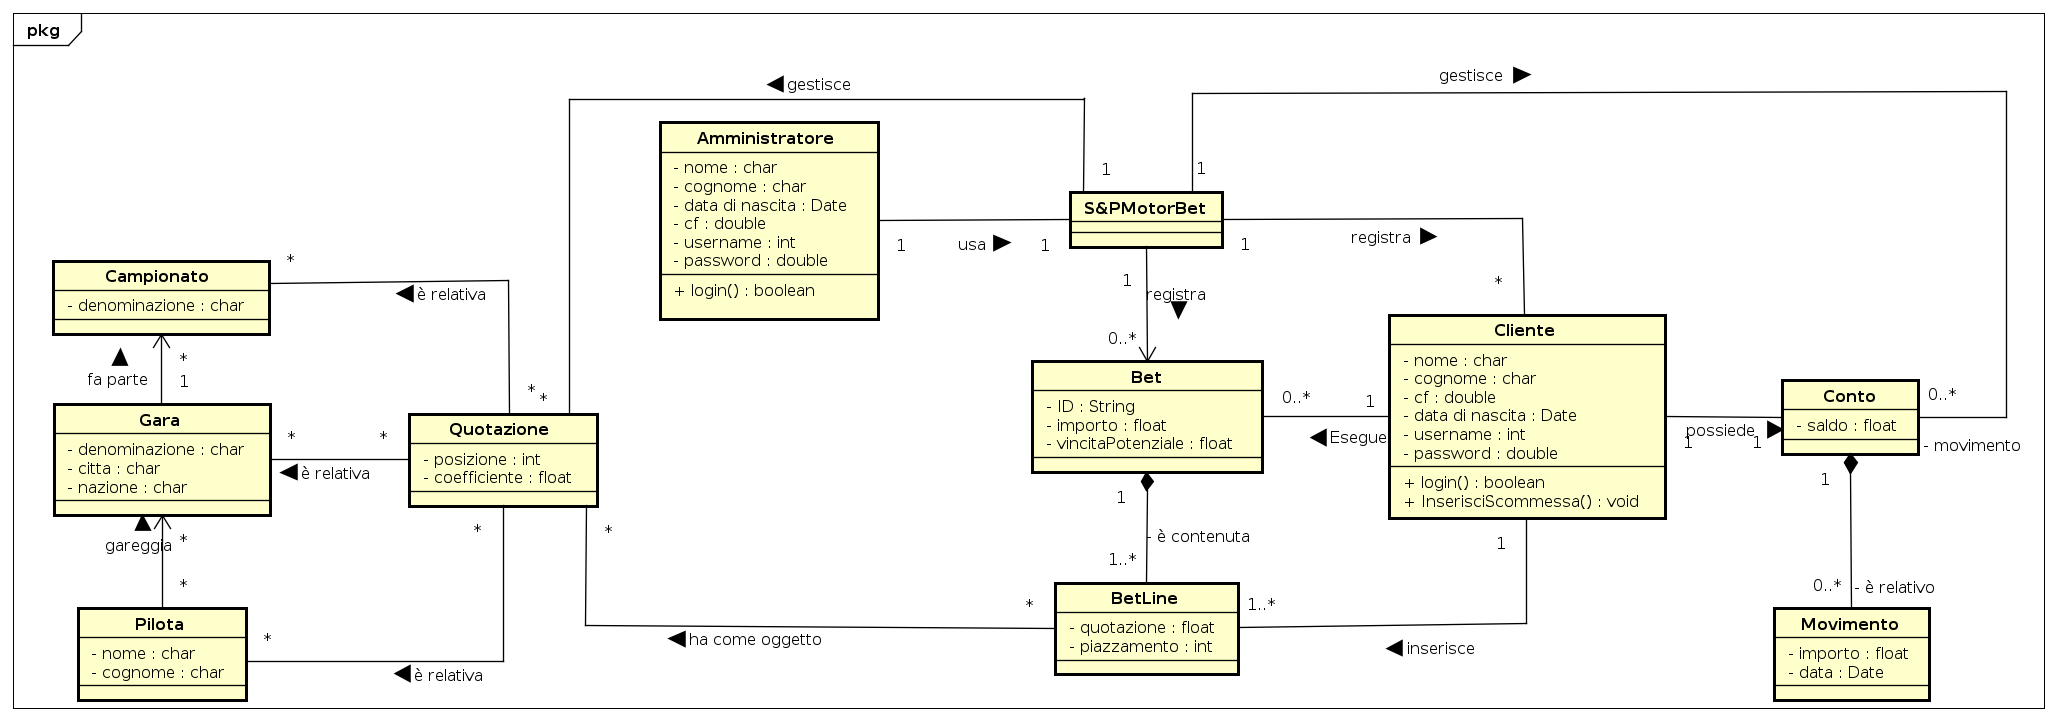 pkg
gestisce
gestisce
Amministratore
- nome : char
- cognome : char
- data di nascita : Date
- cf : double
- username : int
- password : double
+ login() : boolean
1
1
S&PMotorBet
1
usa
1
1
registra
*
Campionato
- denominazione : char
*
è relativa
1
registra
0..*
*
Cliente
- nome : char
- cognome : char
- cf : double
- data di nascita : Date
- username : int
- password : double
+ login() : boolean
+ InserisciScommessa() : void
fa parte
*
1
*
*
Bet
- ID : String
- importo : float
- vincitaPotenziale : float
0..*
1
Esegue
possiede
1
1
Conto
- saldo : float
0..*
- movimento
Gara
- denominazione : char
- citta : char
- nazione : char
*
*
è relativa
Quotazione
- posizione : int
- coefficiente : float
gareggia
*
*
*
*
1
- è contenuta
1..*
1
1
0..*
- è relativo
Pilota
- nome : char
- cognome : char
*
è relativa
ha come oggetto
*
BetLine
- quotazione : float
- piazzamento : int
1..*
inserisce
Movimento
- importo : float
- data : Date